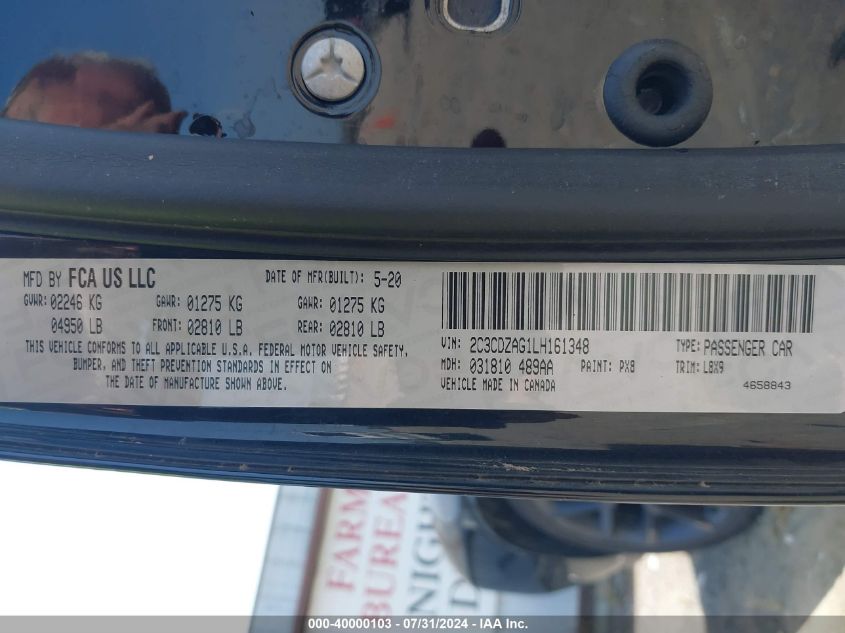 MFD BY FCA US LLC DATE OF MFR(BUILT): 5-20
GVWR: 02246 KG GAWR: 01275 KG GAWR: 01275 KG
04950 LB FRONT: 02810 LB REAR: 02810 LB
THIS VEHICLE CONFORMS TO ALL APPLICABLE U.S.A. FEDERAL MOTOR VEHICLE SAFETY,
BUMPER, AND THEFT PREVENTION STANDARDS IN EFFECT ON
THE DATE OF MANUFACTURE SHOWN ABOVE.
VIN: 2C3CDZAG1LH161348 TYPE: PASSENGER CAR
MDH: 031810 489AA PAINT: PX8 TRIM: L8X9
VEHICLE MADE IN CANADA 4658843
FARM
BUREAU
000-40000103 - 07/31/2024 - IAA Inc.